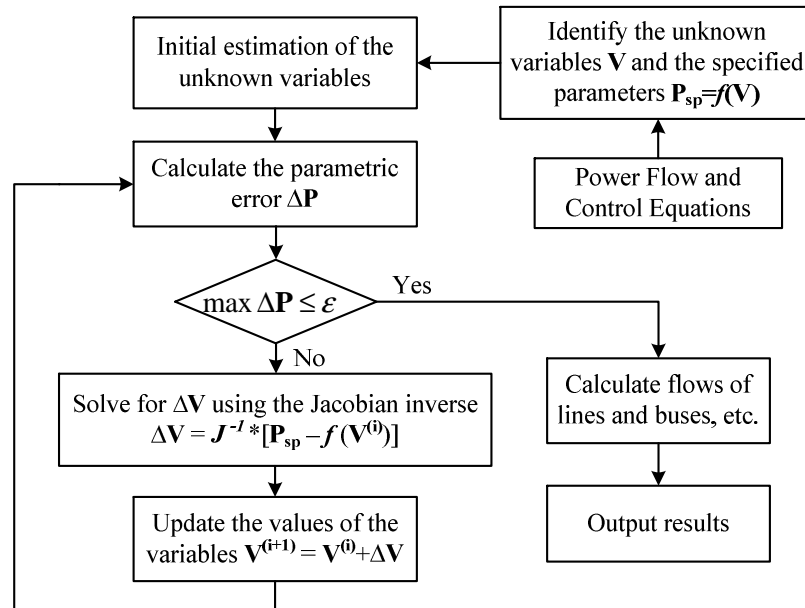 Initial estimation of the
unknown variables
Identify the unknown
variables V and the specified
parameters Psp=f(V)
Power Flow and
Control Equations
Calculate the parametric
error ΔP
max ΔP ≤ ε
Yes
No
Solve for ΔV using the Jacobian inverse
ΔV = J⁻¹*[Psp – f (V⁽ⁱ⁾)]
Update the values of the
variables V⁽ⁱ⁺¹⁾ = V⁽ⁱ⁾+ΔV
Calculate flows of
lines and buses, etc.
Output results